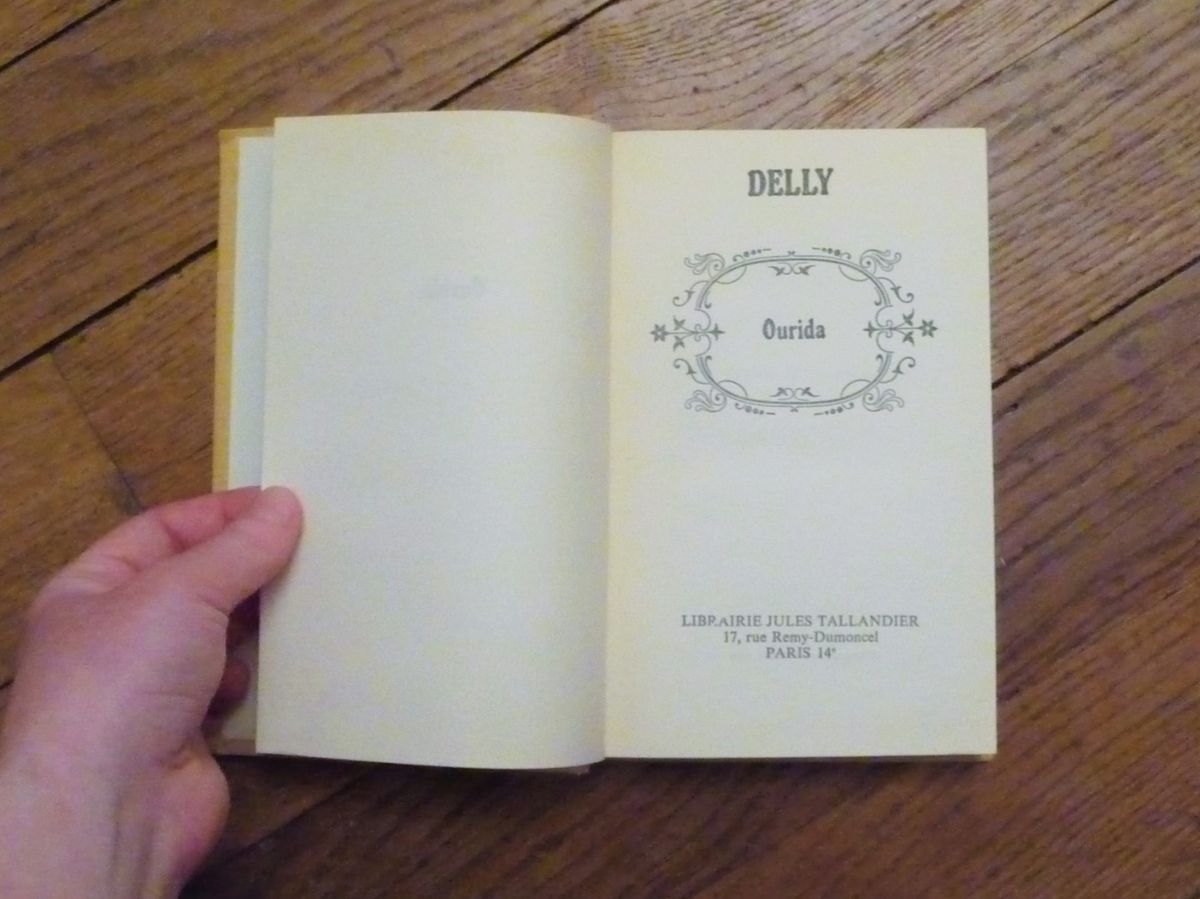 DELLY
Ourida
LIBRAIRIE JULES TALLANDIER
17, rue Remy-Dumoncel
PARIS 14ᵉ